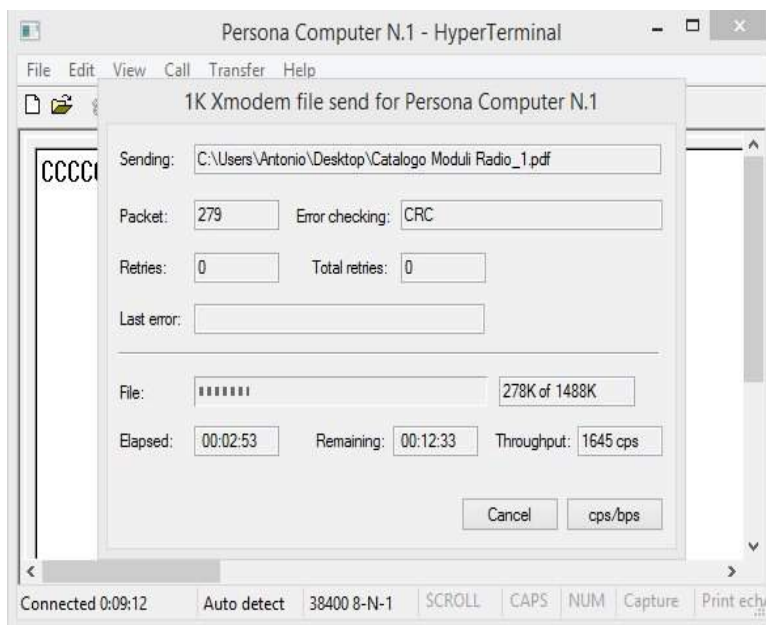 Persona Computer N.1 - HyperTerminal
File Edit View Call Transfer Help
1K Xmodem file send for Persona Computer N.1
CCCC
Sending: C:\Users\Antonio\Desktop\Catalogo Moduli Radio_1.pdf
Packet: 279 Error checking: CRC
Retries: 0 Total retries: 0
Last error:
File: 278K of 1488K
Elapsed: 00:02:53 Remaining: 00:12:33 Throughput: 1645 cps
Cancel cps/bps
Connected 0:09:12 Auto detect 38400 8-N-1 SCROLL CAPS NUM Capture Print ech